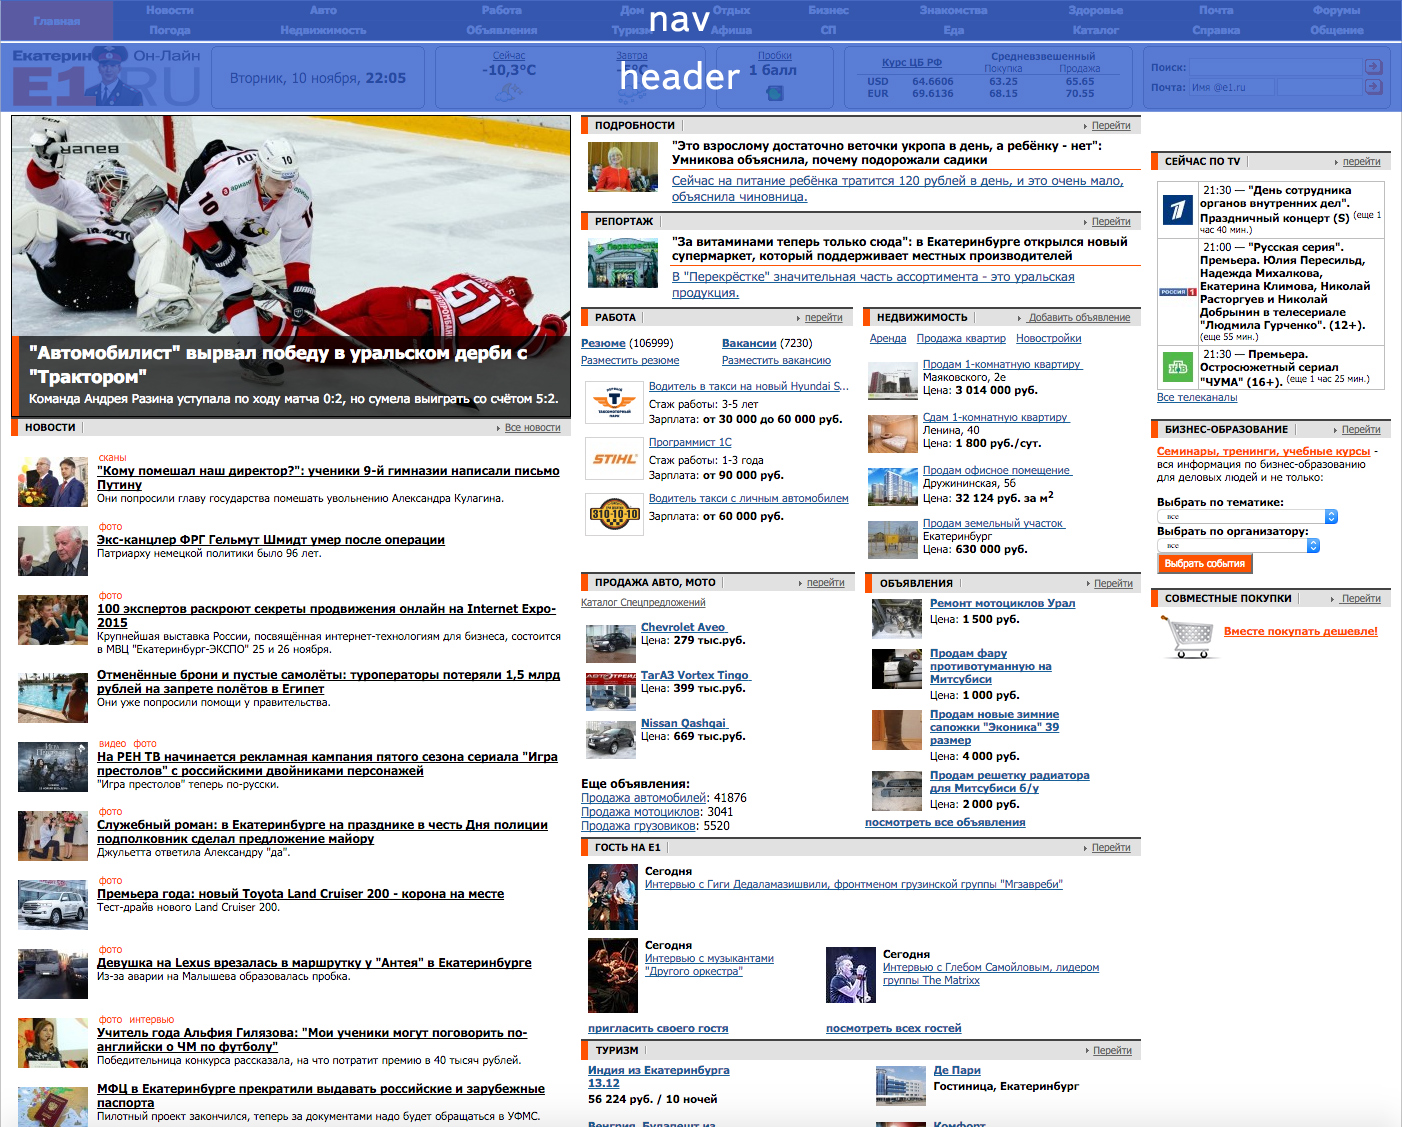 Главная
Новости
Авто
Работа
Дом
Отдых
Бизнес
Знакомства
Здоровье
Почта
Форумы
Погода
Недвижимость
Объявления
Туризм
Афиша
СП
Еда
Каталог
Справка
Общение
nav
header
Екатерин
Он-Лайн
E1.RU
Вторник, 10 ноября, 22:05
Сейчас
-10,3°C
Завтра
Пробки
1 балл
Курс ЦБ РФ
Средневзвешенный
Покупка Продажа
USD 64.6606 63.25 65.65
EUR 69.6136 68.15 70.55
Поиск:
Почта: Имя @e1.ru
"Автомобилист" вырвал победу в уральском дерби с
"Трактором"
Команда Андрея Разина уступала по ходу матча 0:2, но сумела выиграть со счётом 5:2.
НОВОСТИ
Все новости
сканы
"Кому помешал наш директор?": ученики 9-й гимназии написали письмо
Путину
Они попросили главу государства помешать увольнению Александра Кулагина.
фото
Экс-канцлер ФРГ Гельмут Шмидт умер после операции
Патриарху немецкой политики было 96 лет.
фото
100 экспертов раскроют секреты продвижения онлайн на Internet Expo-
2015
Крупнейшая выставка России, посвящённая интернет-технологиям для бизнеса, состоится
в МВЦ "Екатеринбург-ЭКСПО" 25 и 26 ноября.
Отменённые брони и пустые самолёты: туроператоры потеряли 1,5 млрд
рублей на запрете полётов в Египет
Они уже попросили помощи у правительства.
видео фото
На РЕН ТВ начинается рекламная кампания пятого сезона сериала "Игра
престолов" с российскими двойниками персонажей
"Игра престолов" теперь по-русски.
фото
Служебный роман: в Екатеринбурге на празднике в честь Дня полиции
подполковник сделал предложение майору
Джульетта ответила Александру "да".
фото
Премьера года: новый Toyota Land Cruiser 200 - корона на месте
Тест-драйв нового Land Cruiser 200.
фото
Девушка на Lexus врезалась в маршрутку у "Антея" в Екатеринбурге
Из-за аварии на Малышева образовалась пробка.
фото интервью
Учитель года Альфия Гилязова: "Мои ученики могут поговорить по-
английски о ЧМ по футболу"
Победительница конкурса рассказала, на что потратит премию в 40 тысяч рублей.
МФЦ в Екатеринбурге прекратили выдавать российские и зарубежные
паспорта
Пилотный проект закончился, теперь за документами надо будет обращаться в УФМС.
ПОДРОБНОСТИ
Перейти
"Это взрослому достаточно веточки укропа в день, а ребёнку - нет":
Умникова объяснила, почему подорожали садики
Сейчас на питание ребёнка тратится 120 рублей в день, и это очень мало,
объяснила чиновница.
РЕПОРТАЖ
Перейти
"За витаминами теперь только сюда": в Екатеринбурге открылся новый
супермаркет, который поддерживает местных производителей
В "Перекрёстке" значительная часть ассортимента - это уральская
продукция.
РАБОТА
перейти
Резюме (106999)
Вакансии (7230)
Разместить резюме
Разместить вакансию
Водитель в такси на новый Hyundai S...
Стаж работы: 3-5 лет
Зарплата: от 30 000 до 60 000 руб.
STIHL
Программист 1С
Стаж работы: 1-3 года
Зарплата: от 90 000 руб.
310-10-10
Водитель такси с личным автомобилем
Зарплата: от 60 000 руб.
НЕДВИЖИМОСТЬ
Добавить объявление
Аренда Продажа квартир Новостройки
Продам 1-комнатную квартиру
Маяковского, 2е
Цена: 3 014 000 руб.
Сдам 1-комнатную квартиру
Ленина, 40
Цена: 1 800 руб./сут.
Продам офисное помещение
Дружининская, 5б
Цена: 32 124 руб. за м2
Продам земельный участок
Екатеринбург
Цена: 630 000 руб.
ПРОДАЖА АВТО, МОТО
перейти
Каталог Спецпредложений
Chevrolet Aveo
Цена: 279 тыс.руб.
ТагАЗ Vortex Tingo
Цена: 399 тыс.руб.
Nissan Qashqai
Цена: 669 тыс.руб.
Еще объявления:
Продажа автомобилей: 41876
Продажа мотоциклов: 3041
Продажа грузовиков: 5520
ОБЪЯВЛЕНИЯ
Перейти
Ремонт мотоциклов Урал
Цена: 1 500 руб.
Продам фару
противотуманную на
Митсубиси
Цена: 1 000 руб.
Продам новые зимние
сапожки "Эконика" 39
размер
Цена: 4 000 руб.
Продам решетку радиатора
для Митсубиси б/у
Цена: 2 000 руб.
посмотреть все объявления
ГОСТЬ НА Е1
Перейти
Сегодня
Интервью с Гиги Дедаламазишвили, фронтменом грузинской группы "Мгзавреби"
Сегодня
Интервью с музыкантами
"Другого оркестра"
Сегодня
Интервью с Глебом Самойловым, лидером
группы The Matrixx
пригласить своего гостя
посмотреть всех гостей
ТУРИЗМ
Перейти
Индия из Екатеринбурга
13.12
56 224 руб. / 10 ночей
Венгрия, Будапешт из
Де Пари
Гостиница, Екатеринбург
Комфорт
СЕЙЧАС ПО TV
перейти
21:30 — "День сотрудника
органов внутренних дел".
Праздничный концерт (S) (еще 1
час 40 мин.)
РОССИЯ 1
21:00 — "Русская серия".
Премьера. Юлия Пересильд,
Надежда Михалкова,
Екатерина Климова, Николай
Расторгуев и Николай
Добрынин в телесериале
"Людмила Гурченко". (12+).
(еще 55 мин.)
НТВ
21:30 — Премьера.
Остросюжетный сериал
"ЧУМА" (16+). (еще 1 час 25 мин.)
Все телеканалы
БИЗНЕС-ОБРАЗОВАНИЕ
Перейти
Семинары, тренинги, учебные курсы -
вся информация по бизнес-образованию
для деловых людей и не только:
Выбрать по тематике:
все
Выбрать по организатору:
все
Выбрать события
СОВМЕСТНЫЕ ПОКУПКИ
Перейти
Вместе покупать дешевле!